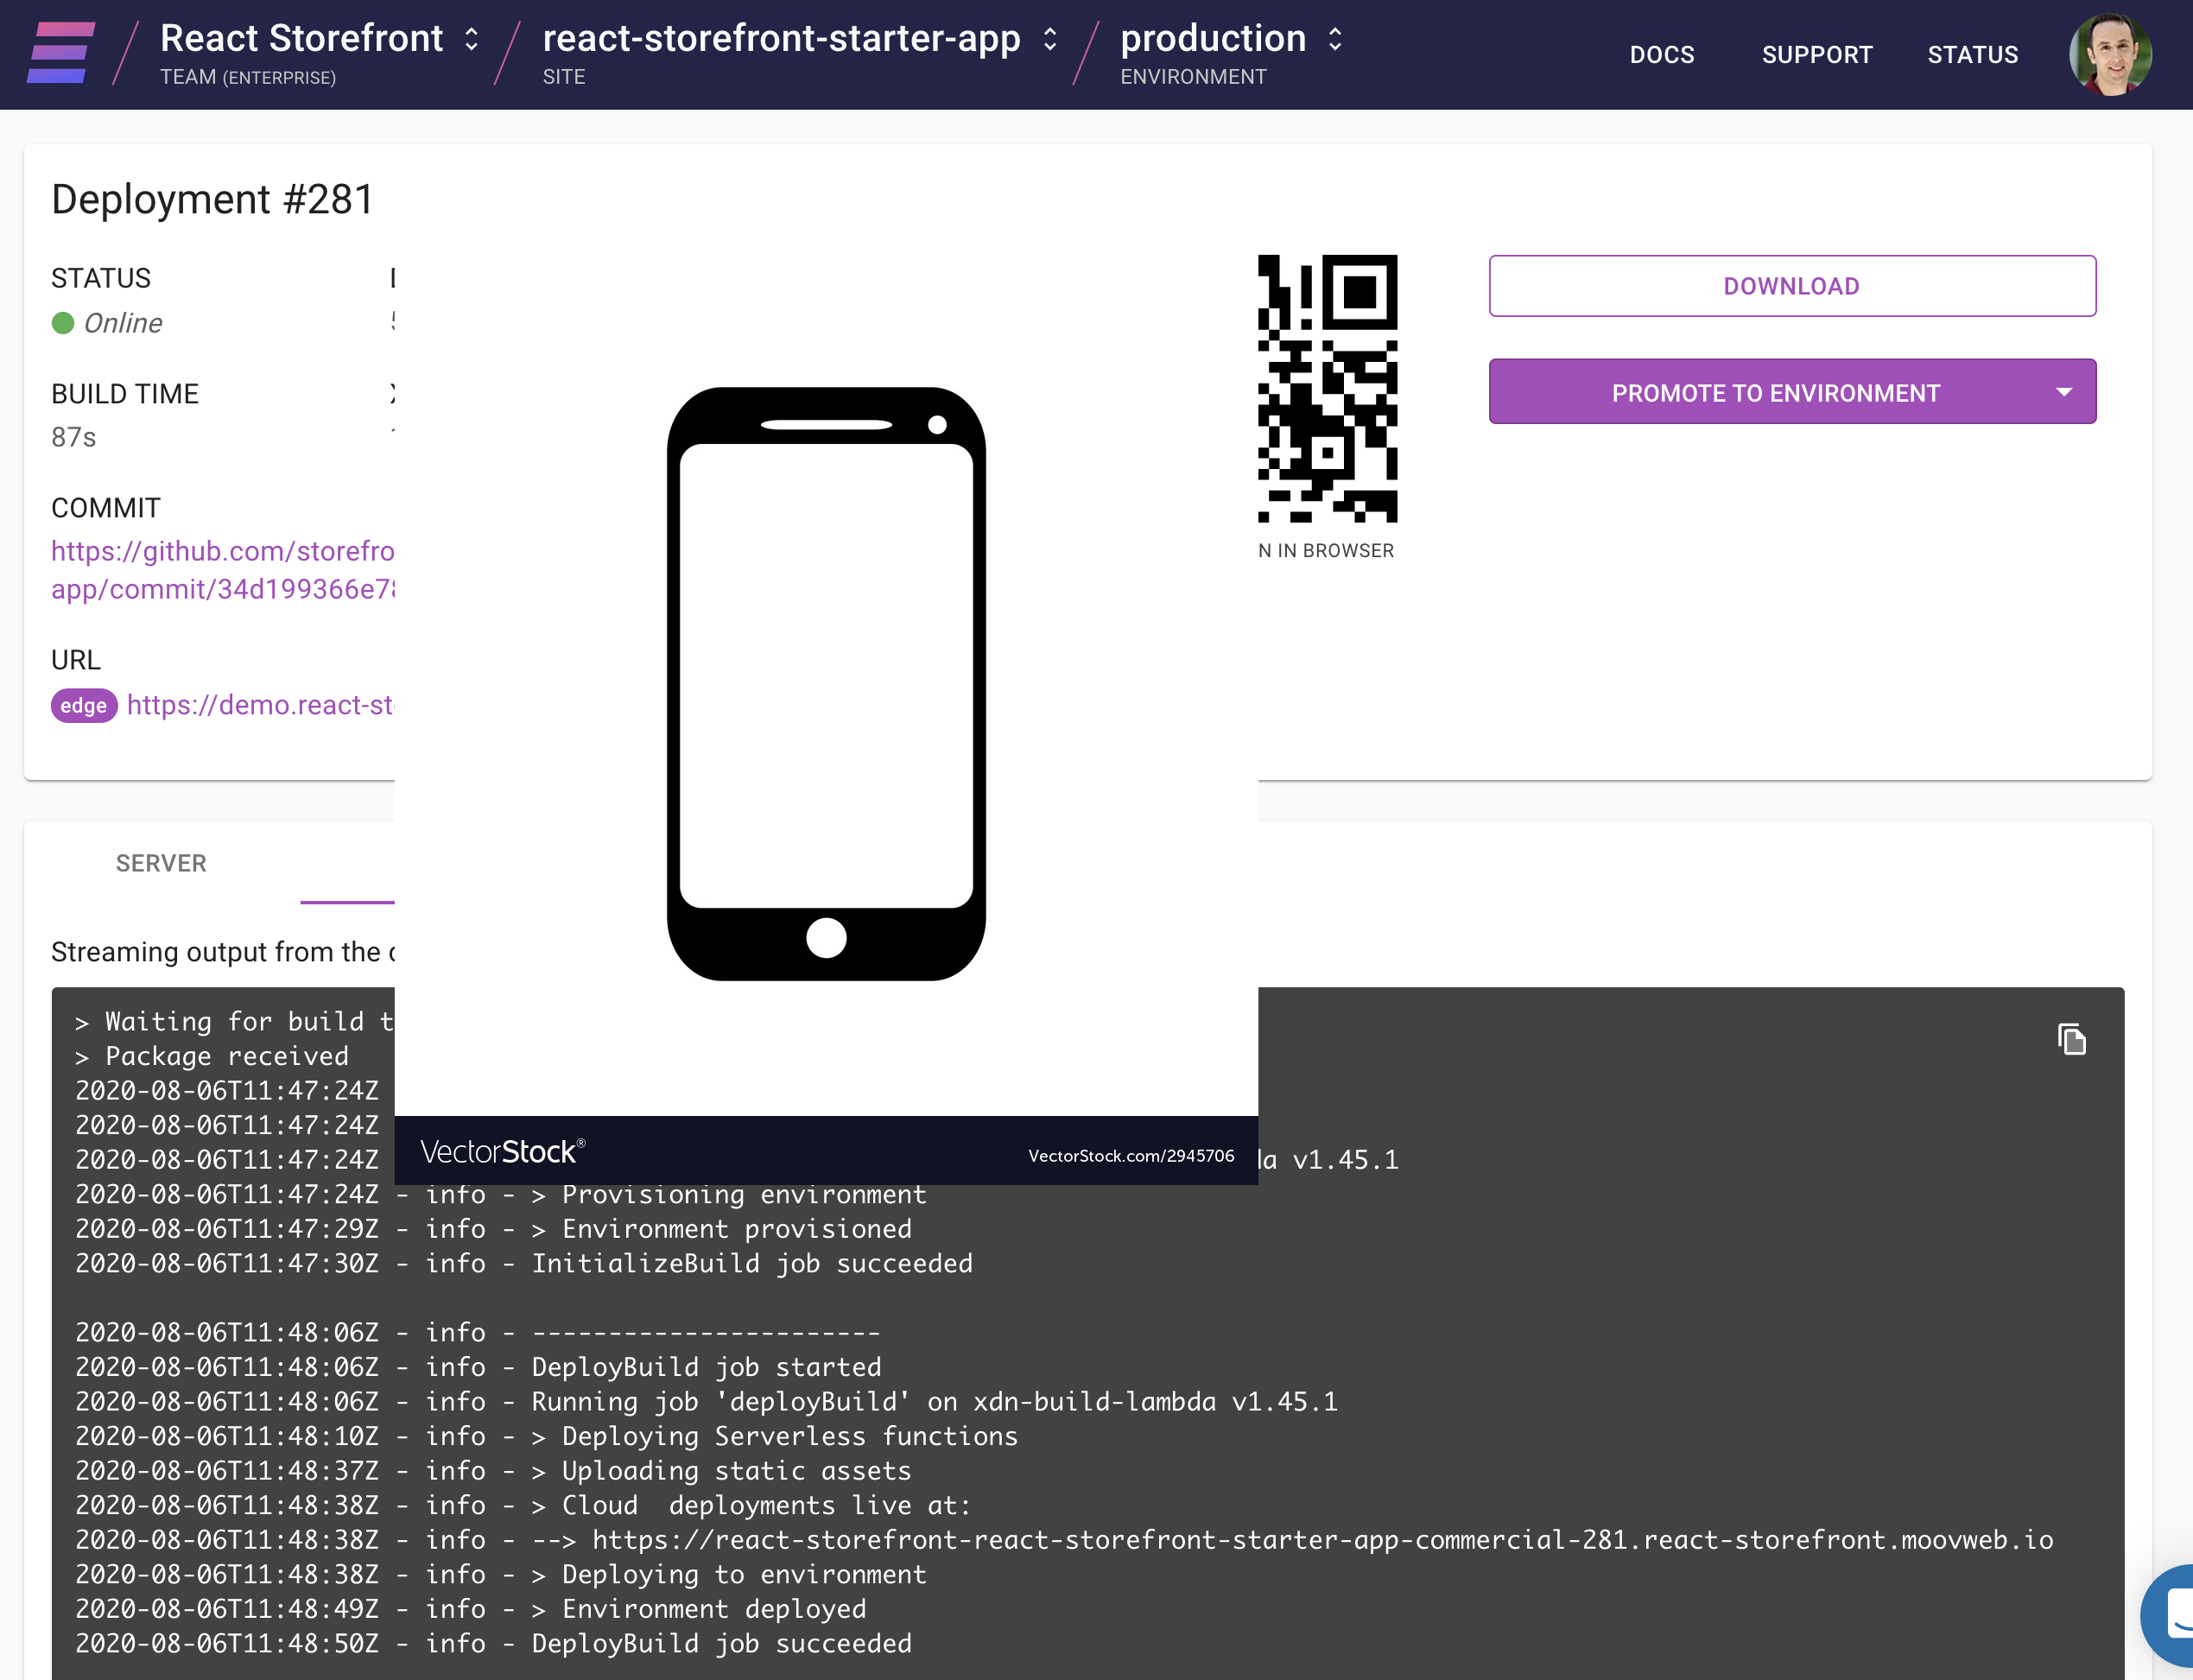 React Storefront
TEAM (ENTERPRISE)
react-storefront-starter-app
SITE
production
ENVIRONMENT
DOCS
SUPPORT
STATUS
Deployment #281
STATUS
Online
BUILD TIME
87s
COMMIT
https://github.com/storefro
app/commit/34d199366e78
URL
edge https://demo.react-st
N IN BROWSER
DOWNLOAD
PROMOTE TO ENVIRONMENT
SERVER
Streaming output from the
> Waiting for build t
> Package received
2020-08-06T11:47:24Z
2020-08-06T11:47:24Z
2020-08-06T11:47:24Z da v1.45.1
VectorStock®
VectorStock.com/2945706
2020-08-06T11:47:24Z - info - > Provisioning environment
2020-08-06T11:47:29Z - info - > Environment provisioned
2020-08-06T11:47:30Z - info - InitializeBuild job succeeded
2020-08-06T11:48:06Z - info - -----------------------
2020-08-06T11:48:06Z - info - DeployBuild job started
2020-08-06T11:48:06Z - info - Running job 'deployBuild' on xdn-build-lambda v1.45.1
2020-08-06T11:48:10Z - info - > Deploying Serverless functions
2020-08-06T11:48:37Z - info - > Uploading static assets
2020-08-06T11:48:38Z - info - > Cloud  deployments live at:
2020-08-06T11:48:38Z - info - --> https://react-storefront-react-storefront-starter-app-commercial-281.react-storefront.moovweb.io
2020-08-06T11:48:38Z - info - > Deploying to environment
2020-08-06T11:48:49Z - info - > Environment deployed
2020-08-06T11:48:50Z - info - DeployBuild job succeeded